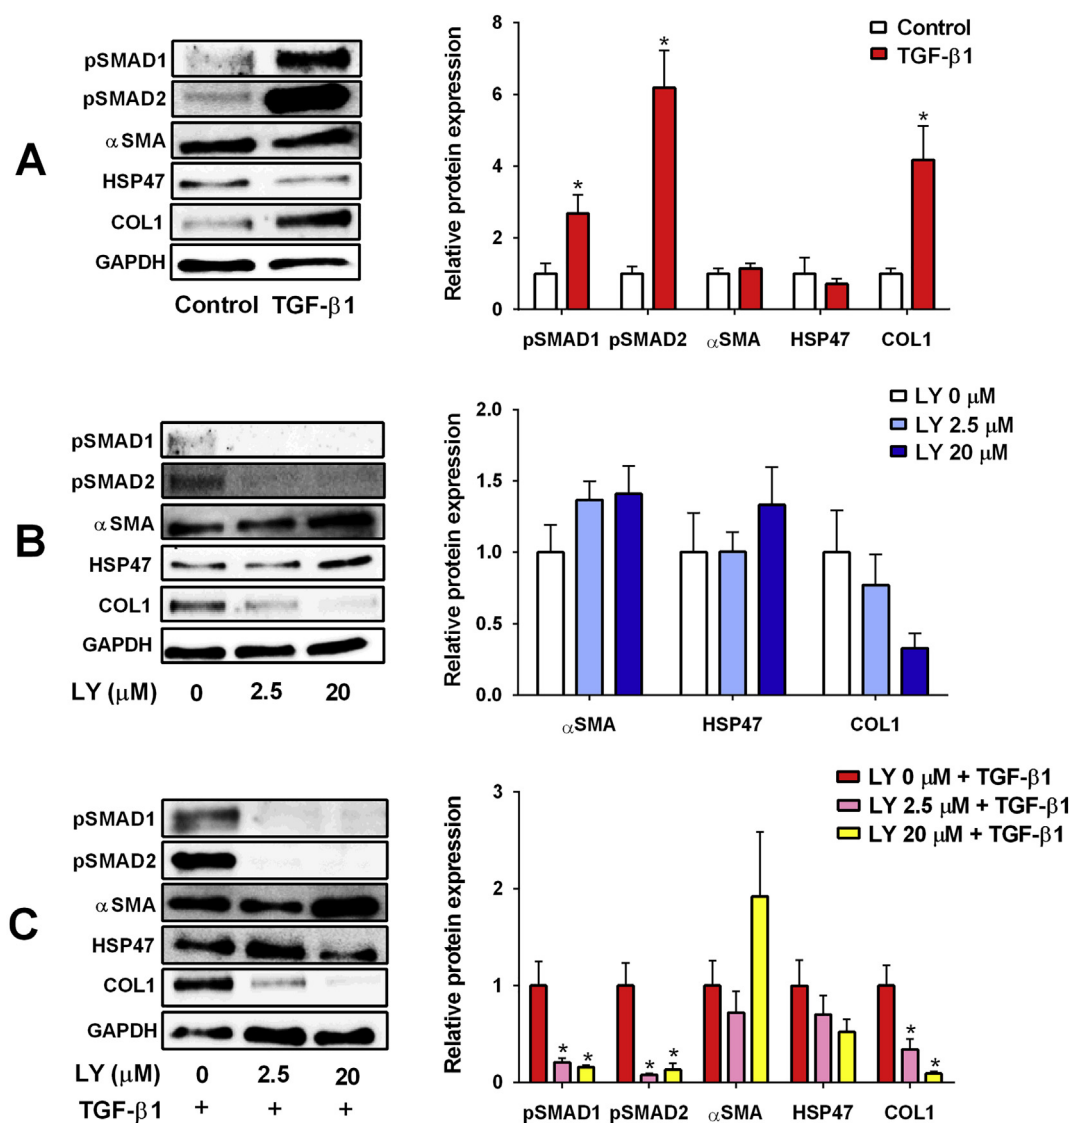 A
pSMAD1
pSMAD2
αSMA
HSP47
COL1
GAPDH
Control TGF-β1
Relative protein expression
8
6
4
2
0
* * *
Control
TGF-β1
pSMAD1 pSMAD2 αSMA HSP47 COL1
B
pSMAD1
pSMAD2
αSMA
HSP47
COL1
GAPDH
LY (μM) 0 2.5 20
Relative protein expression
2.0
1.5
1.0
0.5
0.0
LY 0 μM
LY 2.5 μM
LY 20 μM
αSMA HSP47 COL1
C
pSMAD1
pSMAD2
αSMA
HSP47
COL1
GAPDH
LY (μM) 0 2.5 20
TGF-β1 + + +
Relative protein expression
3
2
1
0
LY 0 μM + TGF-β1
LY 2.5 μM + TGF-β1
LY 20 μM + TGF-β1
* * * * * *
pSMAD1 pSMAD2 αSMA HSP47 COL1